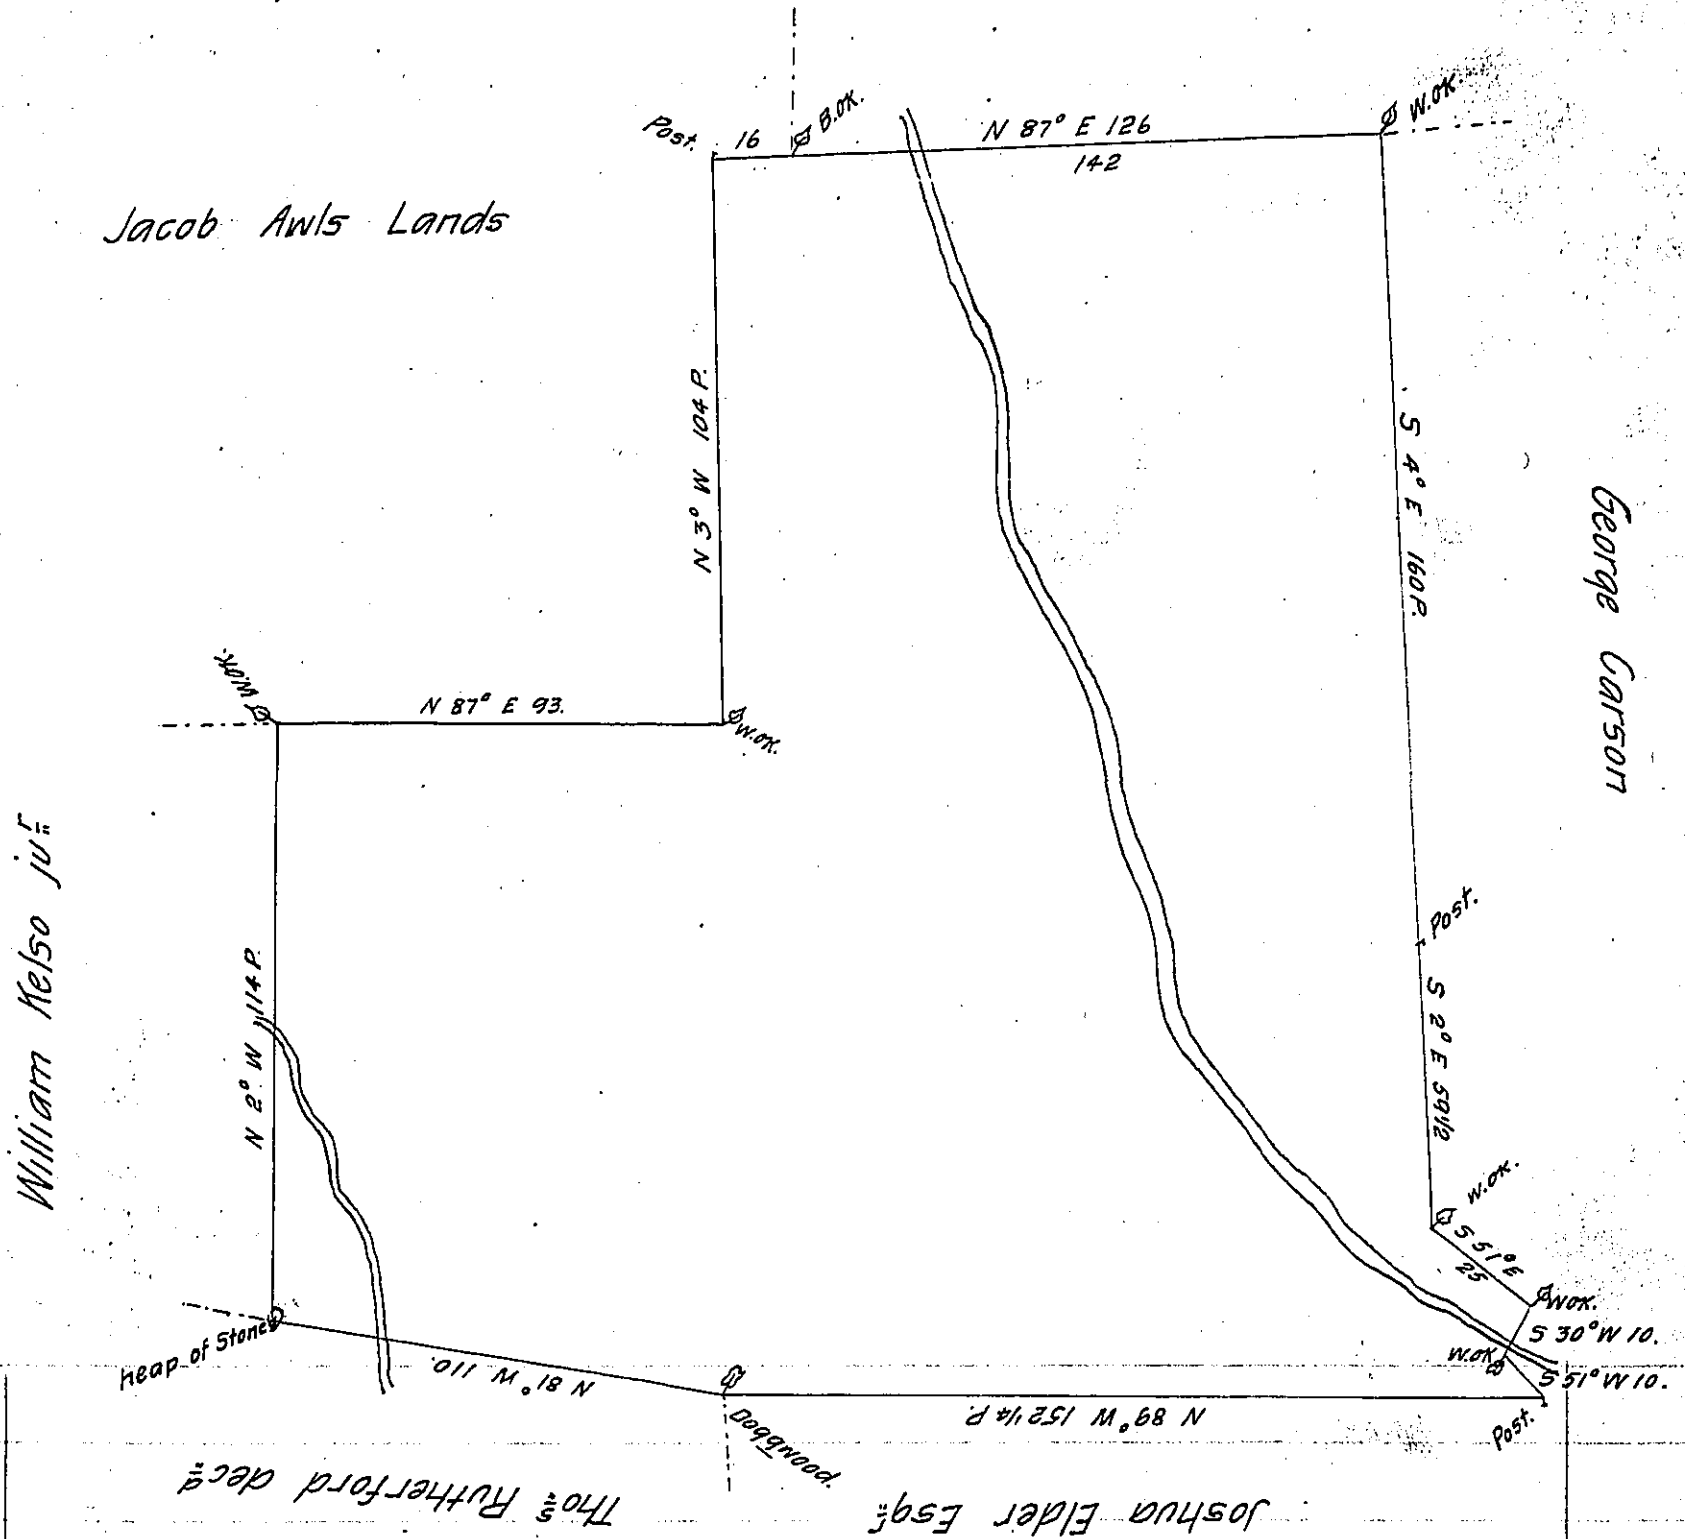 Post.
16
B.OK.
N 87° E 126
142
W.OK.
Jacob Awls Lands
N 3° W 104 P.
S 4° E 160 P.
George Carson
W.OK.
N 87° E 93.
W.OK.
William Kelso jur
N 2° W 114 P.
Post.
S 2° E 59 1/2
W.OK.
S 51° E
25
W.OK.
S 30° W 10.
W.OK
S 51° W 10.
Post.
heap of Stones
N 81° W 110.
Dogwood
N 89° W 152 1/4 P.
Thos Rutherford decd
Joshua Elder Esqr